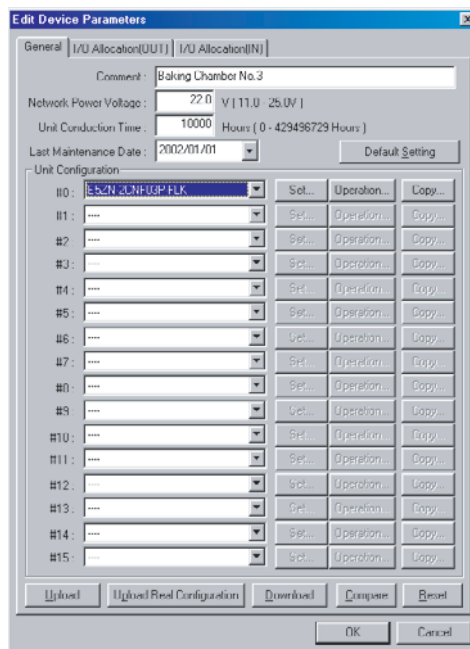 Edit Device Parameters
General I/O Allocation(OUT) I/O Allocation(IN)
Comment : Baking Chamber No.3
Network Power Voltage : 22.0 V ( 11.0 - 25.0V )
Unit Conduction Time : 10000 Hours ( 0 - 429496729 Hours )
Last Maintenance Date : 2002/01/01 Default Setting
Unit Configuration
#0 : E5ZN-2CNF03P-FLK Set... Operation... Copy...
#1 : ---- Set... Operation... Copy...
#2 : ---- Set... Operation... Copy...
#3 : ---- Set... Operation... Copy...
#4 : ---- Set... Operation... Copy...
#5 : ---- Set... Operation... Copy...
#6 : ---- Set... Operation... Copy...
#7 : ---- Set... Operation... Copy...
#8 : ---- Set... Operation... Copy...
#9 : ---- Set... Operation... Copy...
#10 : ---- Set... Operation... Copy...
#11 : ---- Set... Operation... Copy...
#12 : ---- Set... Operation... Copy...
#13 : ---- Set... Operation... Copy...
#14 : ---- Set... Operation... Copy...
#15 : ---- Set... Operation... Copy...
Upload Upload Real Configuration Download Compare Reset
OK Cancel